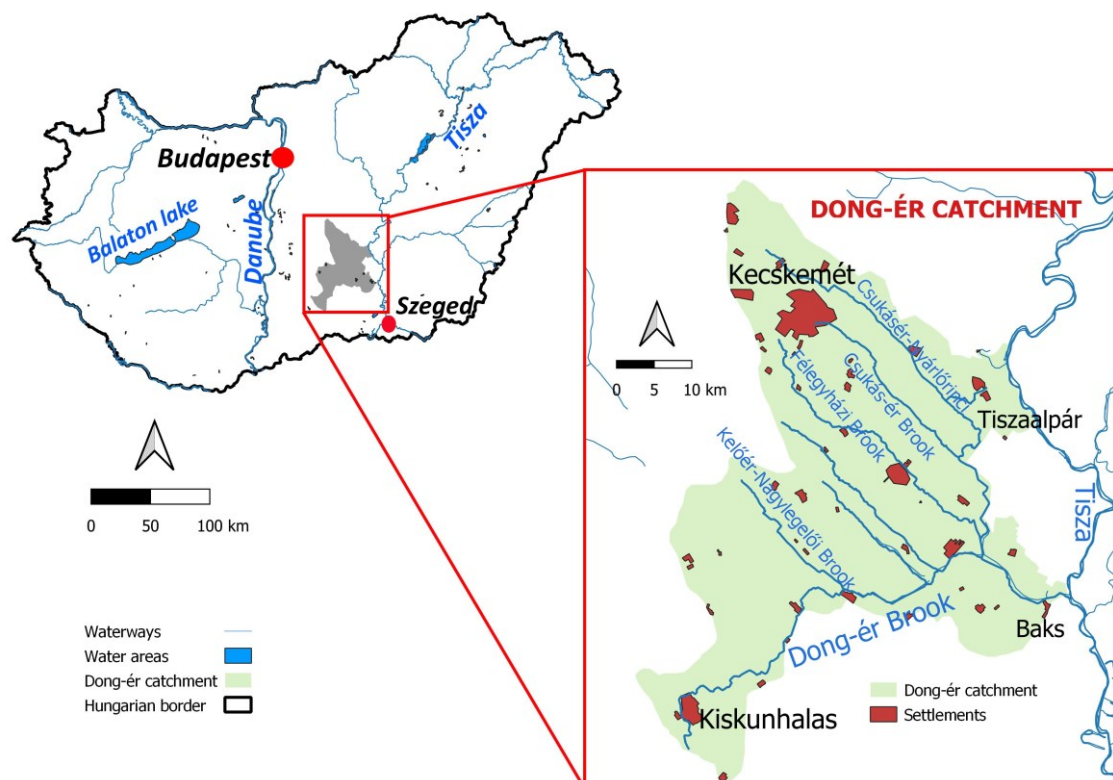 Budapest
Tisza
Balaton lake
Danube
Szeged
0 50 100 km
Waterways
Water areas
Dong-ér catchment
Hungarian border
DONG-ÉR CATCHMENT
Kecskemét
0 5 10 km
Csukásér-Nyárlőrinci
Csukás-ér Brook
Félegyházi Brook
Kelőér-Nagylegelői Brook
Tiszaalpár
Tisza
Dong-ér Brook
Baks
Kiskunhalas
Dong-ér catchment
Settlements